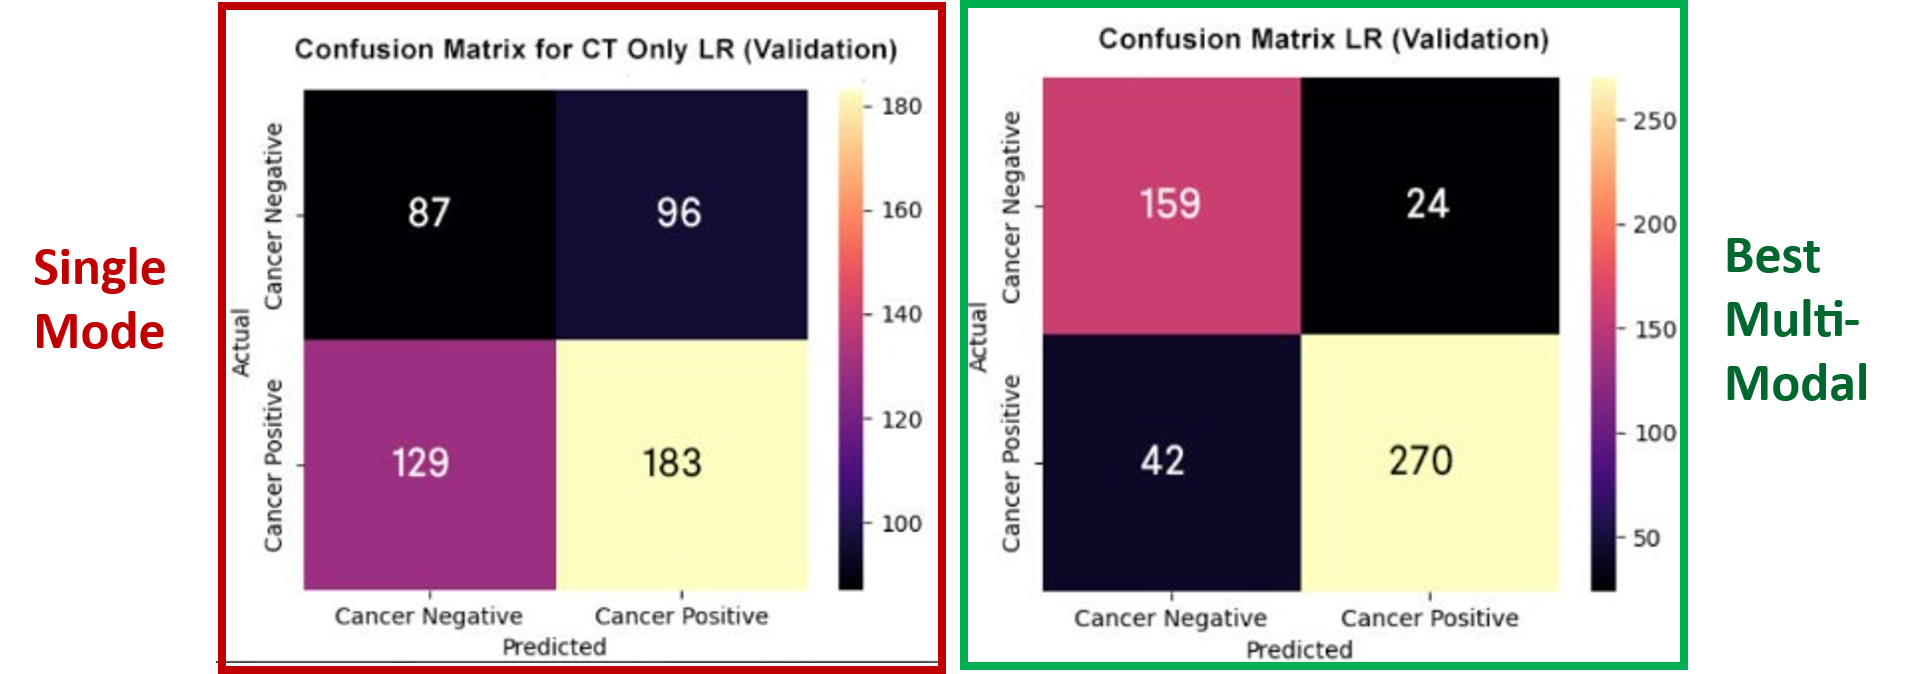 Single
Mode
Confusion Matrix for CT Only LR (Validation)
Actual
Cancer Negative
Cancer Positive
87
96
129
183
Cancer Negative
Cancer Positive
Predicted
180
160
140
120
100
Confusion Matrix LR (Validation)
Actual
Cancer Negative
Cancer Positive
159
24
42
270
Cancer Negative
Cancer Positive
Predicted
250
200
150
100
50
Best
Multi-
Modal